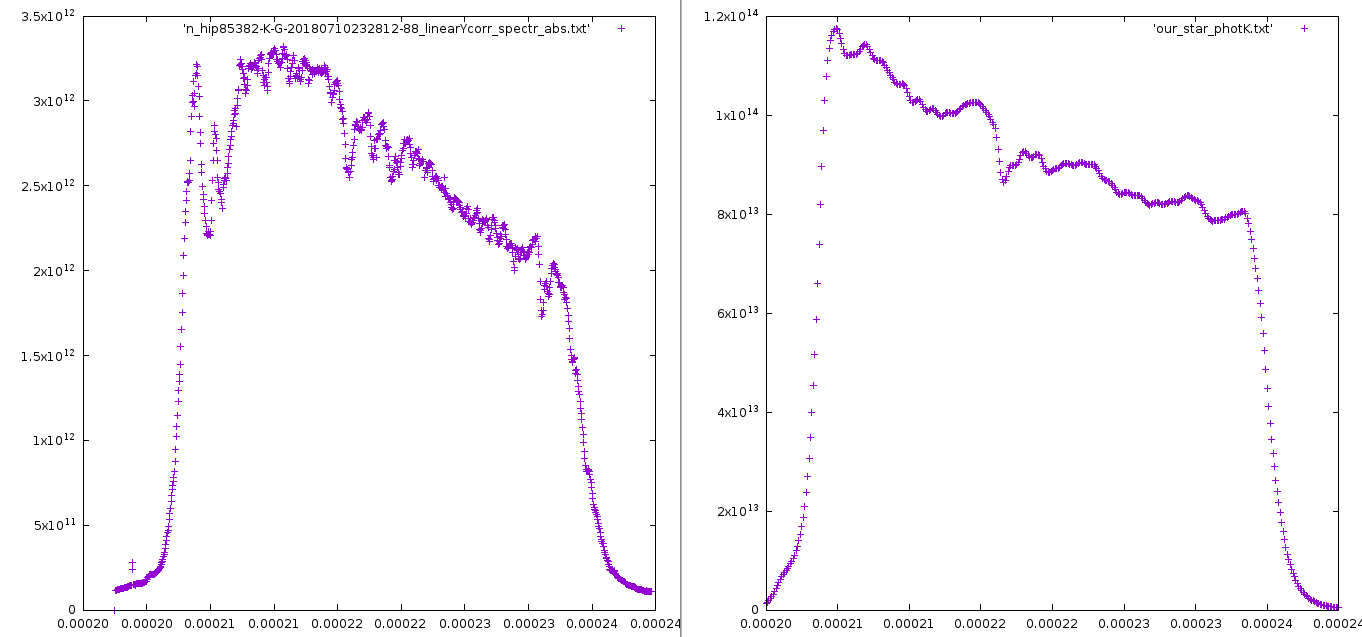 3.5x10^12
'n_hip85382-K-G-20180710232812-88_linearYcorr_spectr_abs.txt'
3x10^12
2.5x10^12
2x10^12
1.5x10^12
1x10^12
5x10^11
0
0.00020 0.00020 0.00021 0.00021 0.00022 0.00022 0.00023 0.00023 0.00024 0.00024
1.2x10^14
'our_star_photK.txt'
1x10^14
8x10^13
6x10^13
4x10^13
2x10^13
0
0.00020 0.00021 0.00021 0.00022 0.00022 0.00023 0.00023 0.00024 0.00024